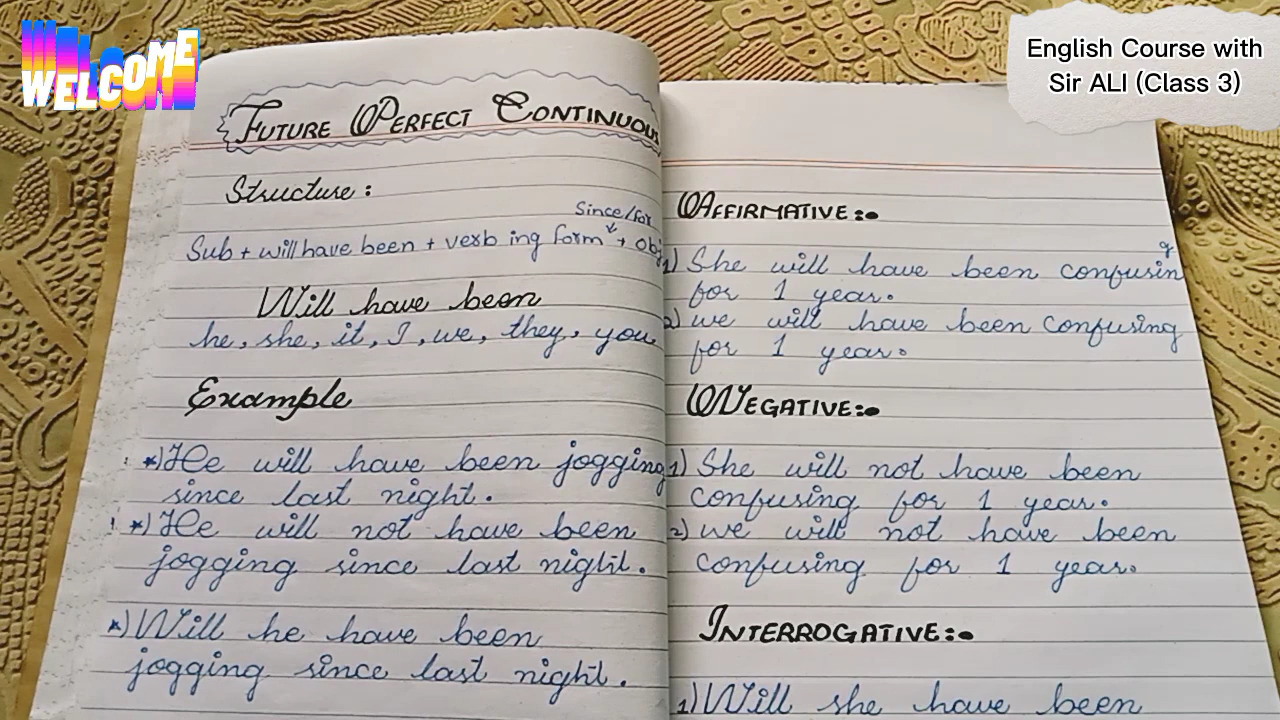 WELCOME
English Course with
Sir ALI (Class 3)
FUTURE PERFECT CONTINUOUS
Structure:
Since/for
Sub + will have been + verb ing form + obj
Will have been
he, she, it, I, we, they, you
Example
*) He will have been jogging
since last night.
*) He will not have been
jogging since last night.
*) Will he have been
jogging since last night.
AFFIRMATIVE:
1) She will have been confusing
for 1 year.
2) we will have been confusing
for 1 year.
NEGATIVE:
1) She will not have been
confusing for 1 year.
2) we will not have been
confusing for 1 year.
INTERROGATIVE:
1) Will she have been